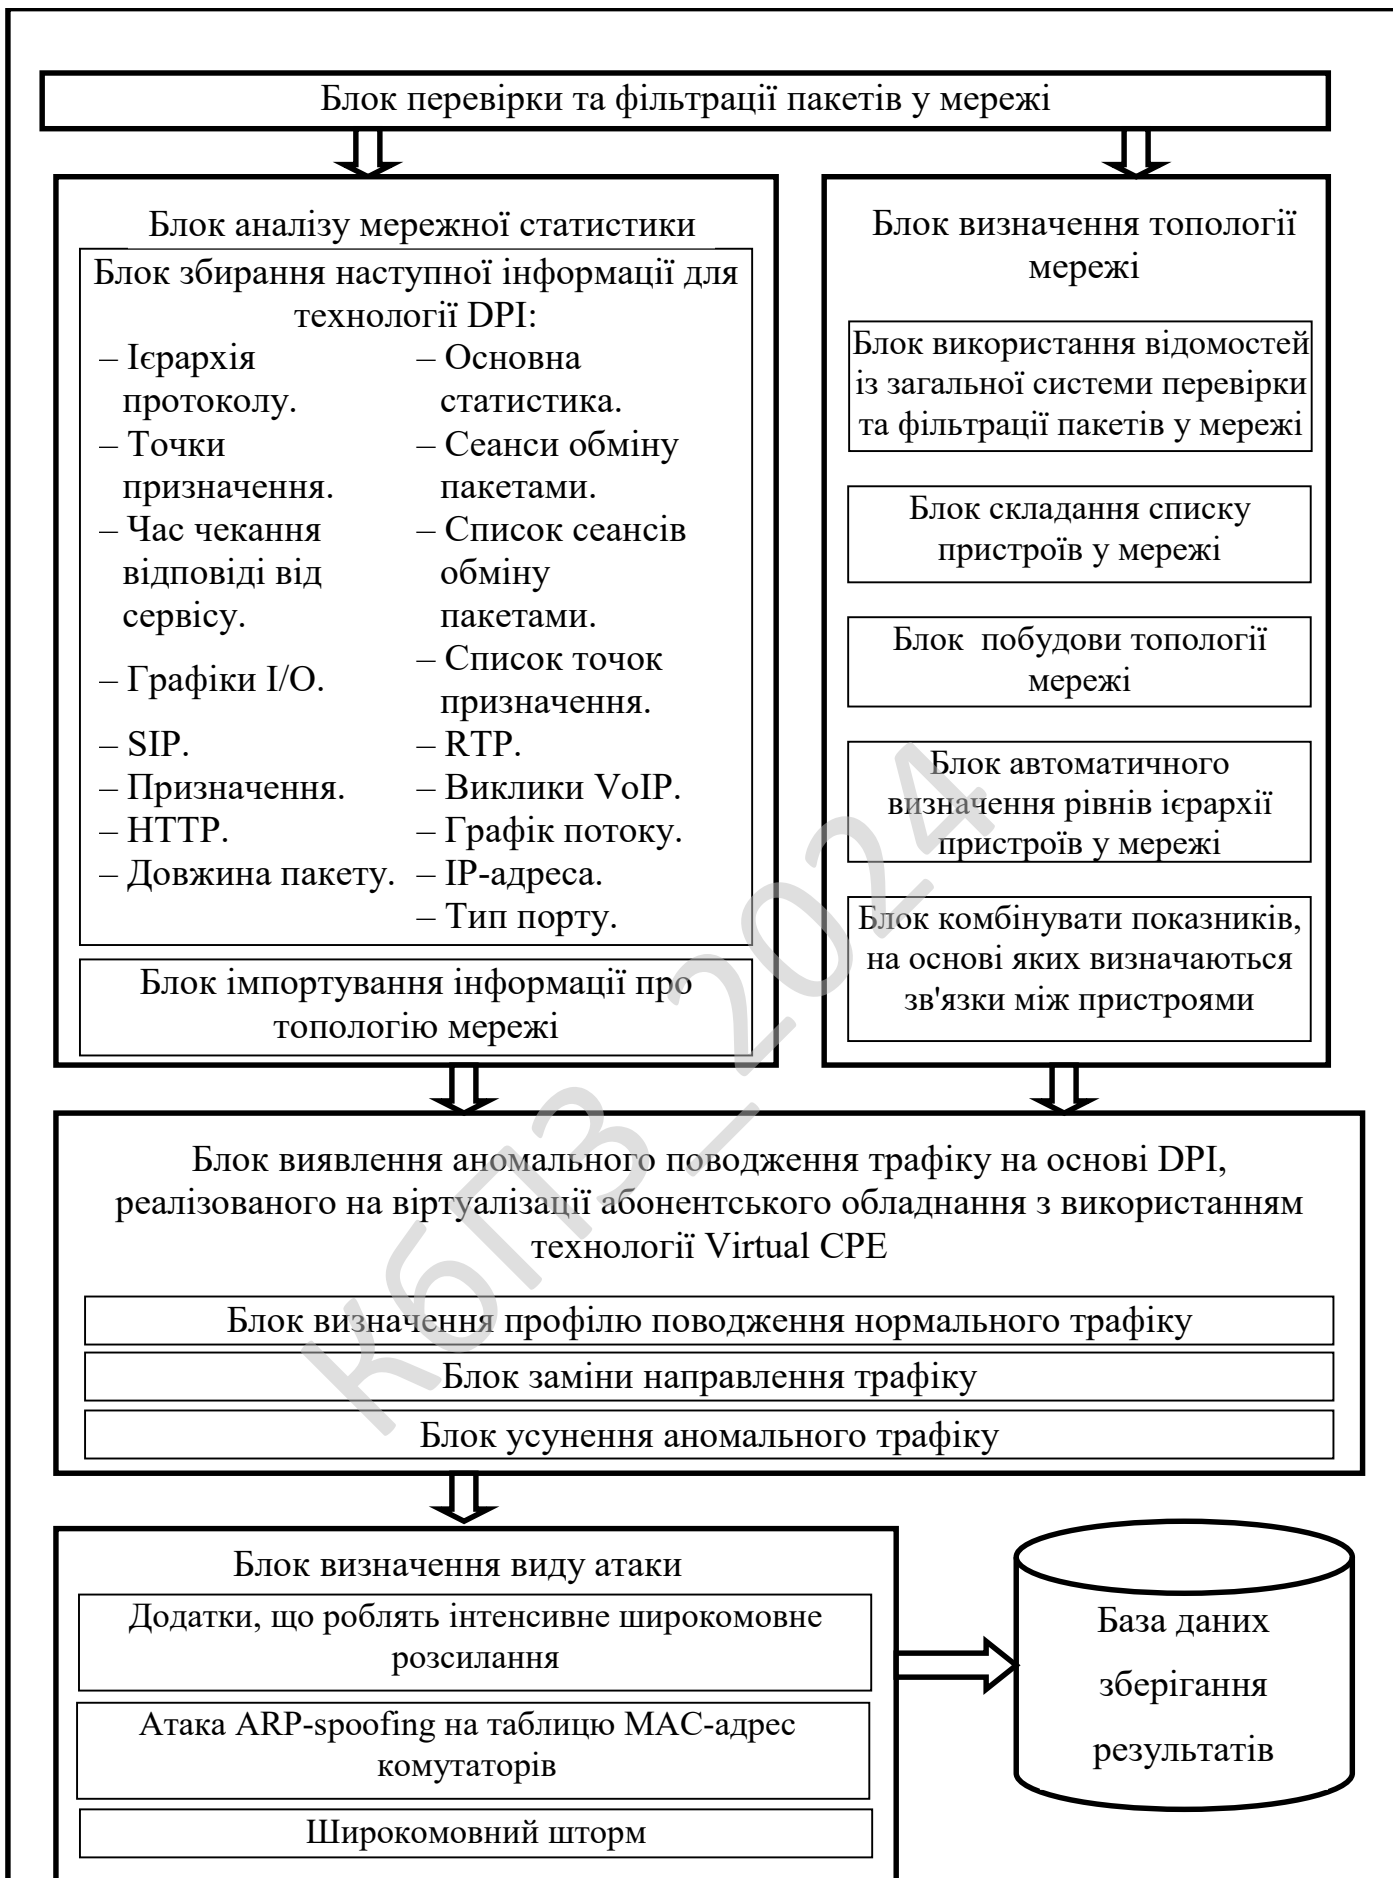 Блок перевірки та фільтрації пакетів у мережі
Блок аналізу мережної статистики
Блок збирання наступної інформації для
технології DPI:
– Ієрархія
протоколу.
– Точки
призначення.
– Час чекання
відповіді від
сервісу.
– Графіки I/O.
– SIP.
– Призначення.
– HTTP.
– Довжина пакету.
– Основна
статистика.
– Сеанси обміну
пакетами.
– Список сеансів
обміну
пакетами.
– Список точок
призначення.
– RTP.
– Виклики VoIP.
– Графік потоку.
– IP-адреса.
– Тип порту.
Блок імпортування інформації про
топологію мережі
Блок визначення топології
мережі
Блок використання відомостей
із загальної системи перевірки
та фільтрації пакетів у мережі
Блок складання списку
пристроїв у мережі
Блок побудови топології
мережі
Блок автоматичного
визначення рівнів ієрархії
пристроїв у мережі
Блок комбінувати показників,
на основі яких визначаються
зв'язки між пристроями
Блок виявлення аномального поводження трафіку на основі DPI,
реалізованого на віртуалізації абонентського обладнання з використанням
технології Virtual CPE
Блок визначення профілю поводження нормального трафіку
Блок заміни направлення трафіку
Блок усунення аномального трафіку
Блок визначення виду атаки
Додатки, що роблять інтенсивне широкомовне
розсилання
Атака ARP-spoofing на таблицю MAC-адрес
комутаторів
Широкомовний шторм
База даних
зберігання
результатів
КбПЗ_2024